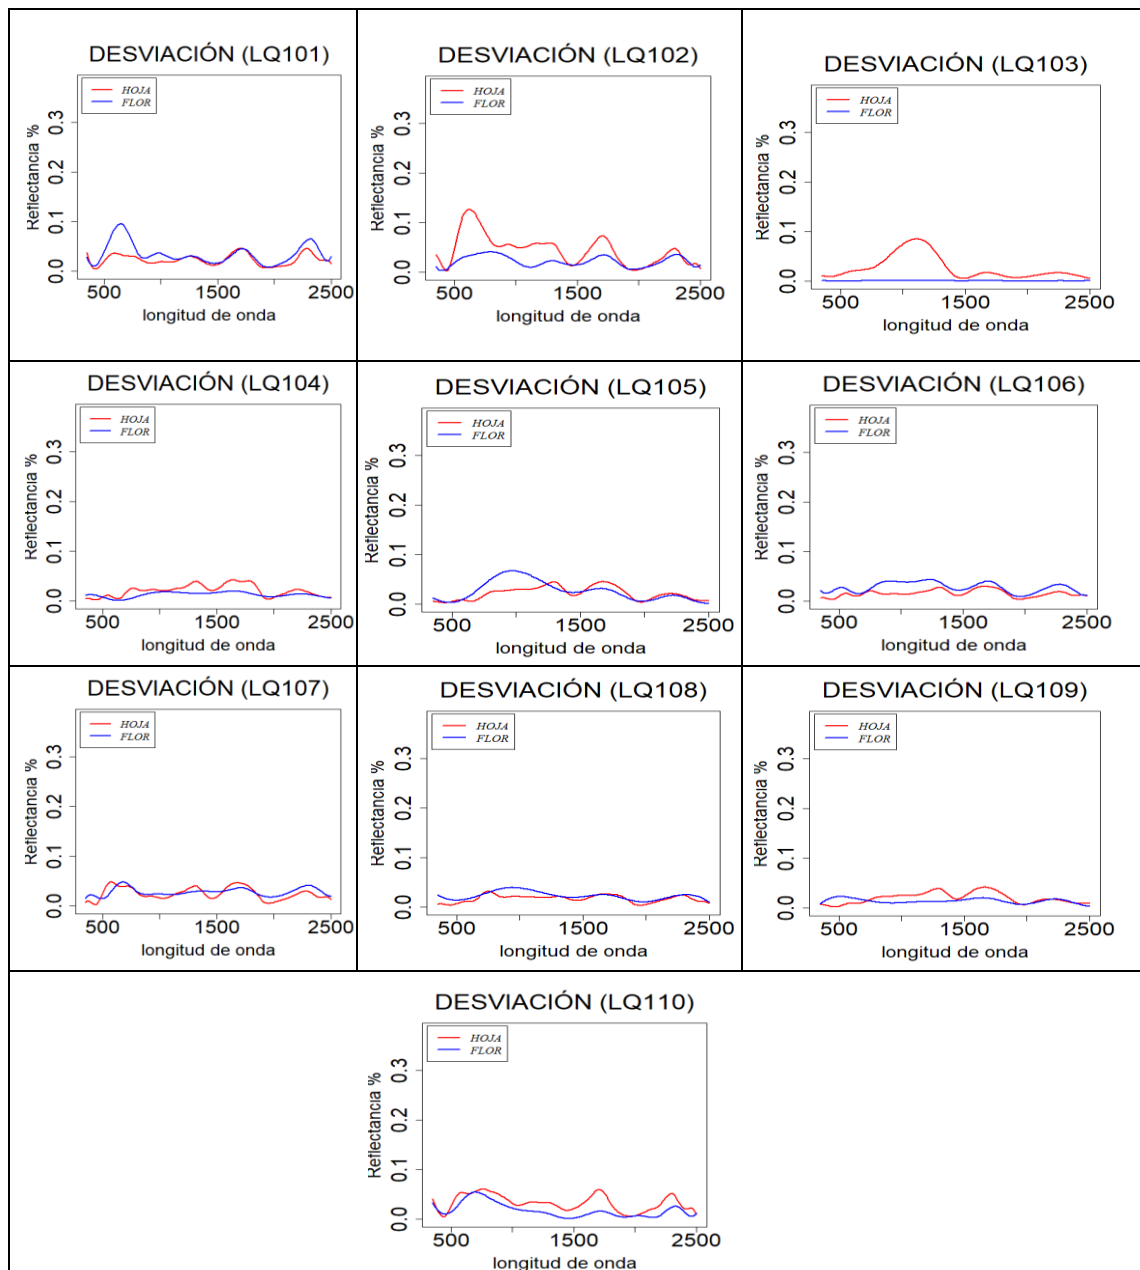 DESVIACIÓN (LQ101)
HOJA
FLOR
Reflectancia %
0.3
0.2
0.1
0.0
500
1500
2500
longitud de onda
DESVIACIÓN (LQ102)
HOJA
FLOR
Reflectancia %
0.3
0.2
0.1
0.0
500
1500
2500
longitud de onda
DESVIACIÓN (LQ103)
HOJA
FLOR
Reflectancia %
0.3
0.2
0.1
0.0
500
1500
2500
longitud de onda
DESVIACIÓN (LQ104)
HOJA
FLOR
Reflectancia %
0.3
0.2
0.1
0.0
500
1500
2500
longitud de onda
DESVIACIÓN (LQ105)
HOJA
FLOR
Reflectancia %
0.3
0.2
0.1
0.0
500
1500
2500
longitud de onda
DESVIACIÓN (LQ106)
HOJA
FLOR
Reflectancia %
0.3
0.2
0.1
0.0
500
1500
2500
longitud de onda
DESVIACIÓN (LQ107)
HOJA
FLOR
Reflectancia %
0.3
0.2
0.1
0.0
500
1500
2500
longitud de onda
DESVIACIÓN (LQ108)
HOJA
FLOR
Reflectancia %
0.3
0.2
0.1
0.0
500
1500
2500
longitud de onda
DESVIACIÓN (LQ109)
HOJA
FLOR
Reflectancia %
0.3
0.2
0.1
0.0
500
1500
2500
longitud de onda
DESVIACIÓN (LQ110)
HOJA
FLOR
Reflectancia %
0.3
0.2
0.1
0.0
500
1500
2500
longitud de onda